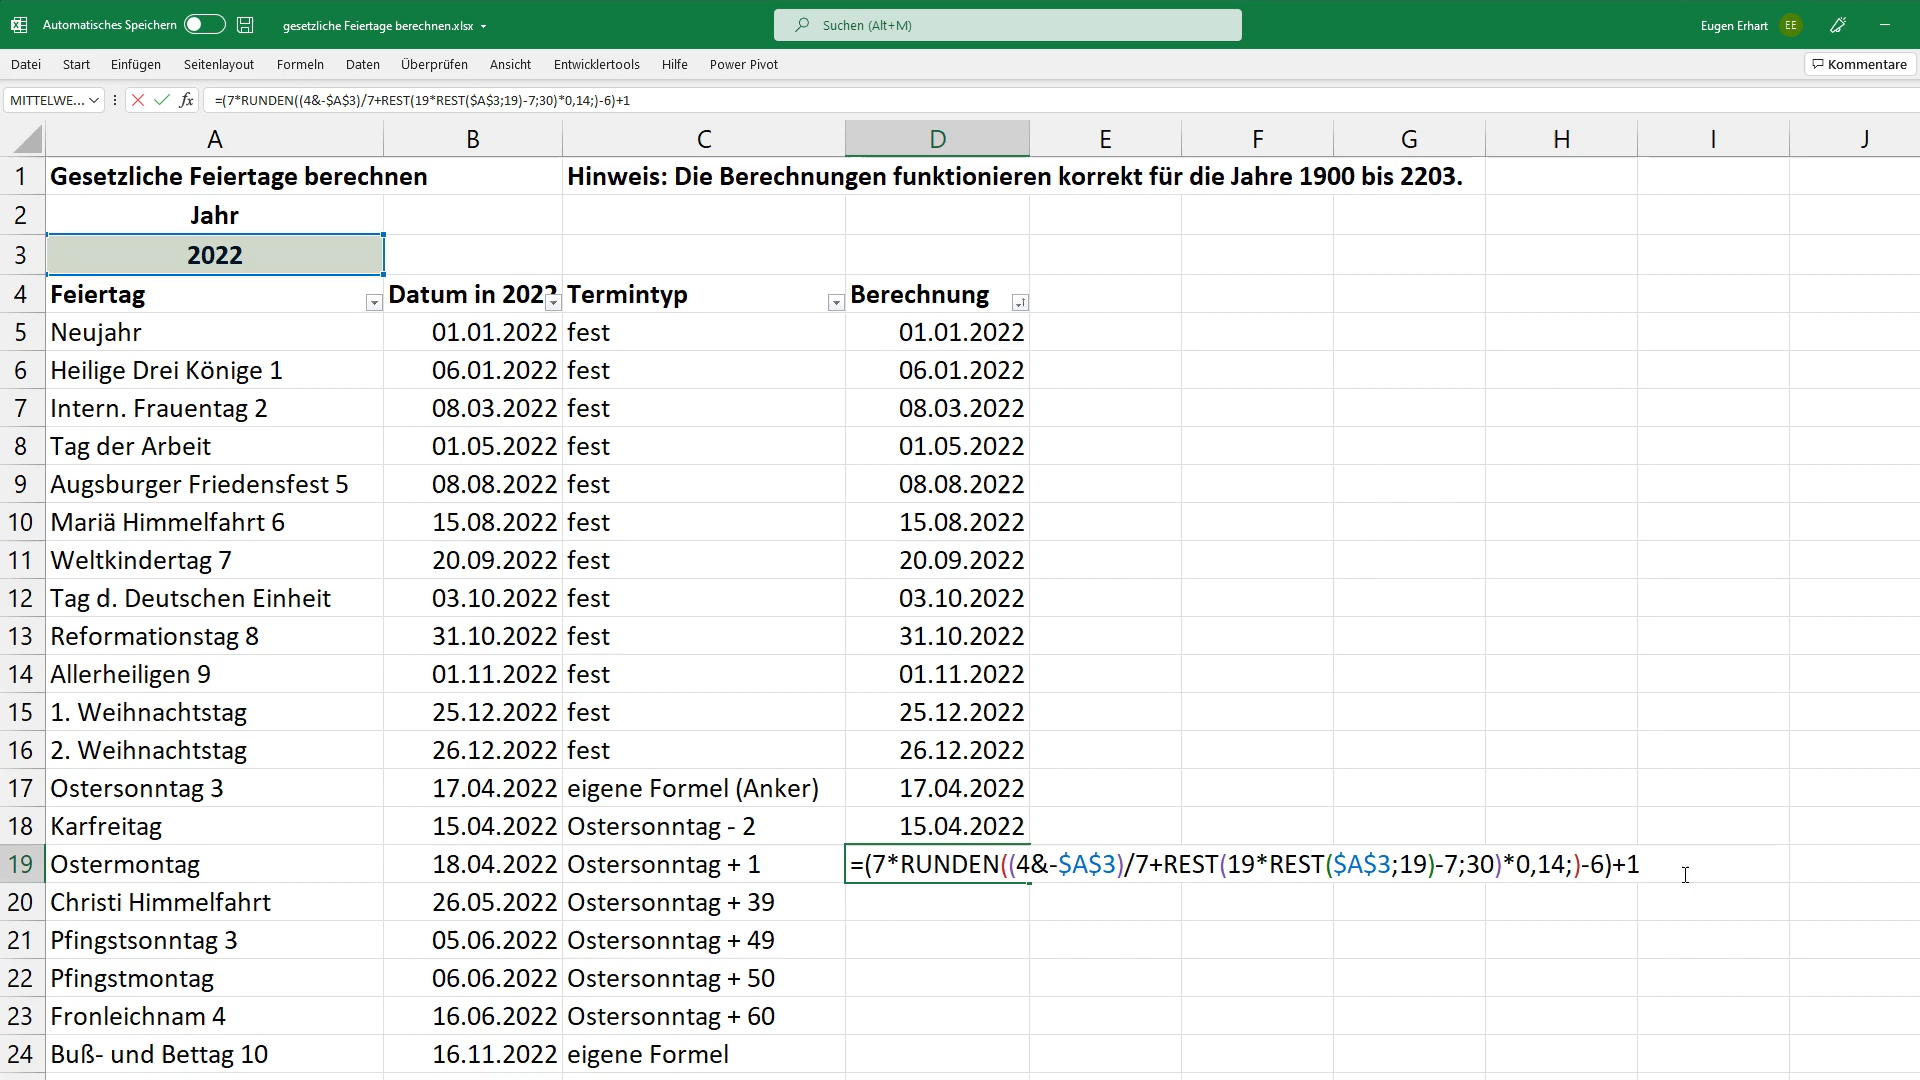 Automatisches Speichern gesetzliche Feiertage berechnen.xlsx Suchen (Alt+M) Eugen Erhart EE
Datei Start Einfügen Seitenlayout Formeln Daten Überprüfen Ansicht Entwicklertools Hilfe Power Pivot Kommentare
MITTELWE... fx =(7*RUNDEN((4&-$A$3)/7+REST(19*REST($A$3;19)-7;30)*0,14;)-6)+1
A B C D E F G H I J
1 Gesetzliche Feiertage berechnen Hinweis: Die Berechnungen funktionieren korrekt für die Jahre 1900 bis 2203.
2 Jahr
3 2022
4 Feiertag Datum in 2022 Termintyp Berechnung
5 Neujahr 01.01.2022 fest 01.01.2022
6 Heilige Drei Könige 1 06.01.2022 fest 06.01.2022
7 Intern. Frauentag 2 08.03.2022 fest 08.03.2022
8 Tag der Arbeit 01.05.2022 fest 01.05.2022
9 Augsburger Friedensfest 5 08.08.2022 fest 08.08.2022
10 Mariä Himmelfahrt 6 15.08.2022 fest 15.08.2022
11 Weltkindertag 7 20.09.2022 fest 20.09.2022
12 Tag d. Deutschen Einheit 03.10.2022 fest 03.10.2022
13 Reformationstag 8 31.10.2022 fest 31.10.2022
14 Allerheiligen 9 01.11.2022 fest 01.11.2022
15 1. Weihnachtstag 25.12.2022 fest 25.12.2022
16 2. Weihnachtstag 26.12.2022 fest 26.12.2022
17 Ostersonntag 3 17.04.2022 eigene Formel (Anker) 17.04.2022
18 Karfreitag 15.04.2022 Ostersonntag - 2 15.04.2022
19 Ostermontag 18.04.2022 Ostersonntag + 1 =(7*RUNDEN((4&-$A$3)/7+REST(19*REST($A$3;19)-7;30)*0,14;)-6)+1
20 Christi Himmelfahrt 26.05.2022 Ostersonntag + 39
21 Pfingstsonntag 3 05.06.2022 Ostersonntag + 49
22 Pfingstmontag 06.06.2022 Ostersonntag + 50
23 Fronleichnam 4 16.06.2022 Ostersonntag + 60
24 Buß- und Bettag 10 16.11.2022 eigene Formel